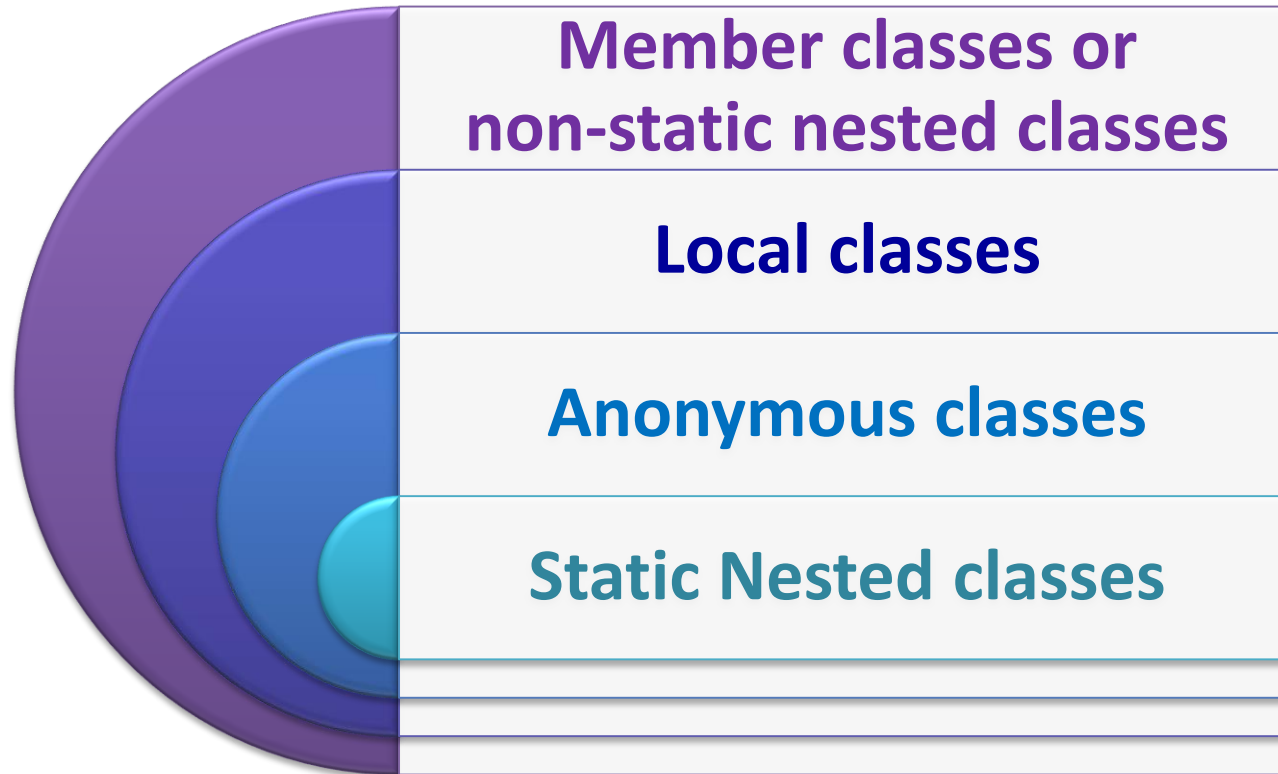 Member classes or
non-static nested classes
Local classes
Anonymous classes
Static Nested classes